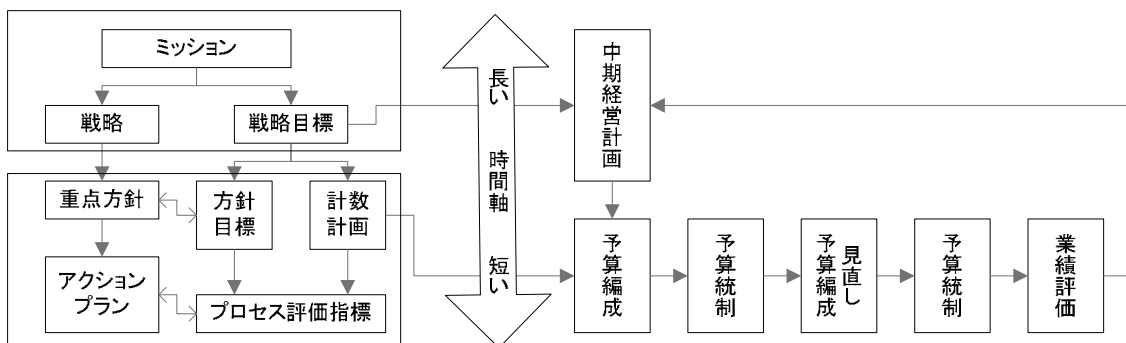 ミッション
戦略
戦略目標
重点方針
方針
目標
計数
計画
アクション
プラン
プロセス評価指標
長い
時間軸
短い
中期経営計画
予算編成
予算統制
予算編成
見直し
予算統制
業績評価